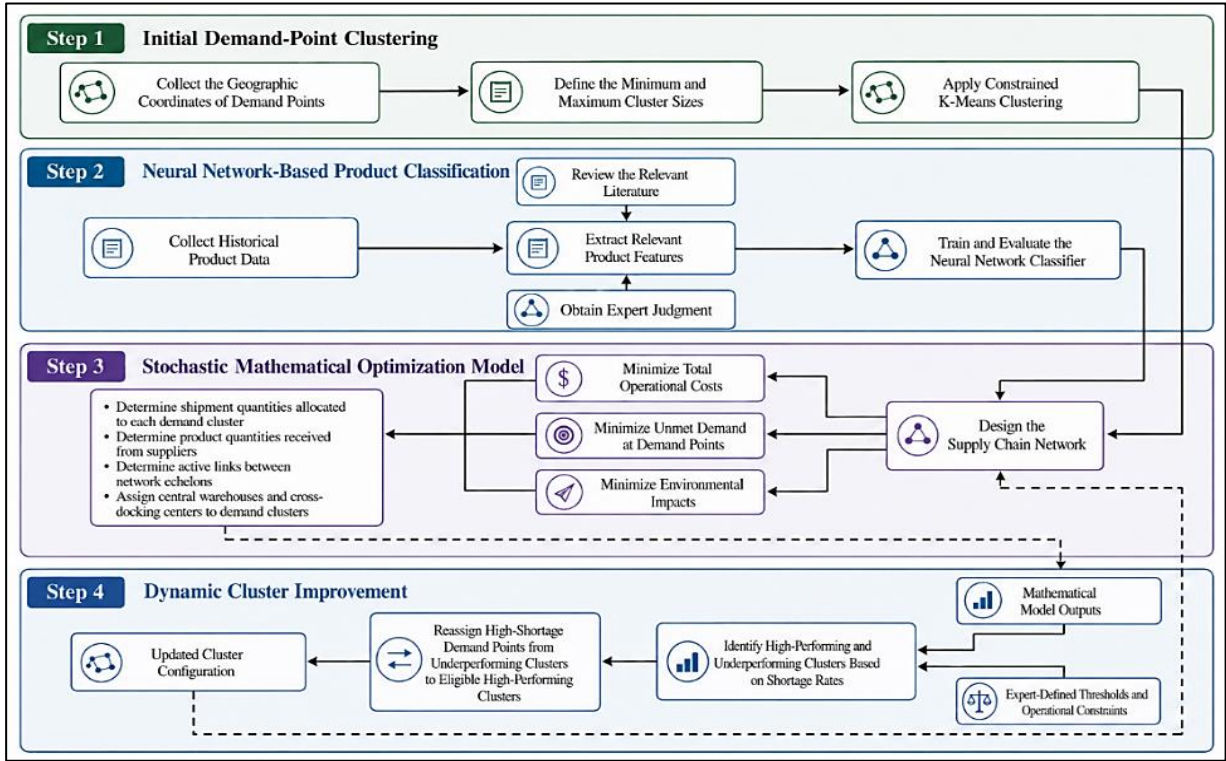 Step 1
Initial Demand-Point Clustering
Collect the Geographic
Coordinates of Demand Points
Define the Minimum and
Maximum Cluster Sizes
Apply Constrained
K-Means Clustering
Step 2
Neural Network-Based Product Classification
Review the Relevant
Literature
Collect Historical
Product Data
Extract Relevant
Product Features
Train and Evaluate the
Neural Network Classifier
Obtain Expert Judgment
Step 3
Stochastic Mathematical Optimization Model
• Determine shipment quantities allocated
to each demand cluster
• Determine product quantities received
from suppliers
• Determine active links between
network echelons
• Assign central warehouses and cross-
docking centers to demand clusters
$
Minimize Total
Operational Costs
Minimize Unmet Demand
at Demand Points
Minimize Environmental
Impacts
Design the
Supply Chain Network
Step 4
Dynamic Cluster Improvement
Mathematical
Model Outputs
Updated Cluster
Configuration
Reassign High-Shortage
Demand Points from
Underperforming Clusters
to Eligible High-Performing
Clusters
Identify High-Performing and
Underperforming Clusters Based
on Shortage Rates
Expert-Defined Thresholds and
Operational Constraints